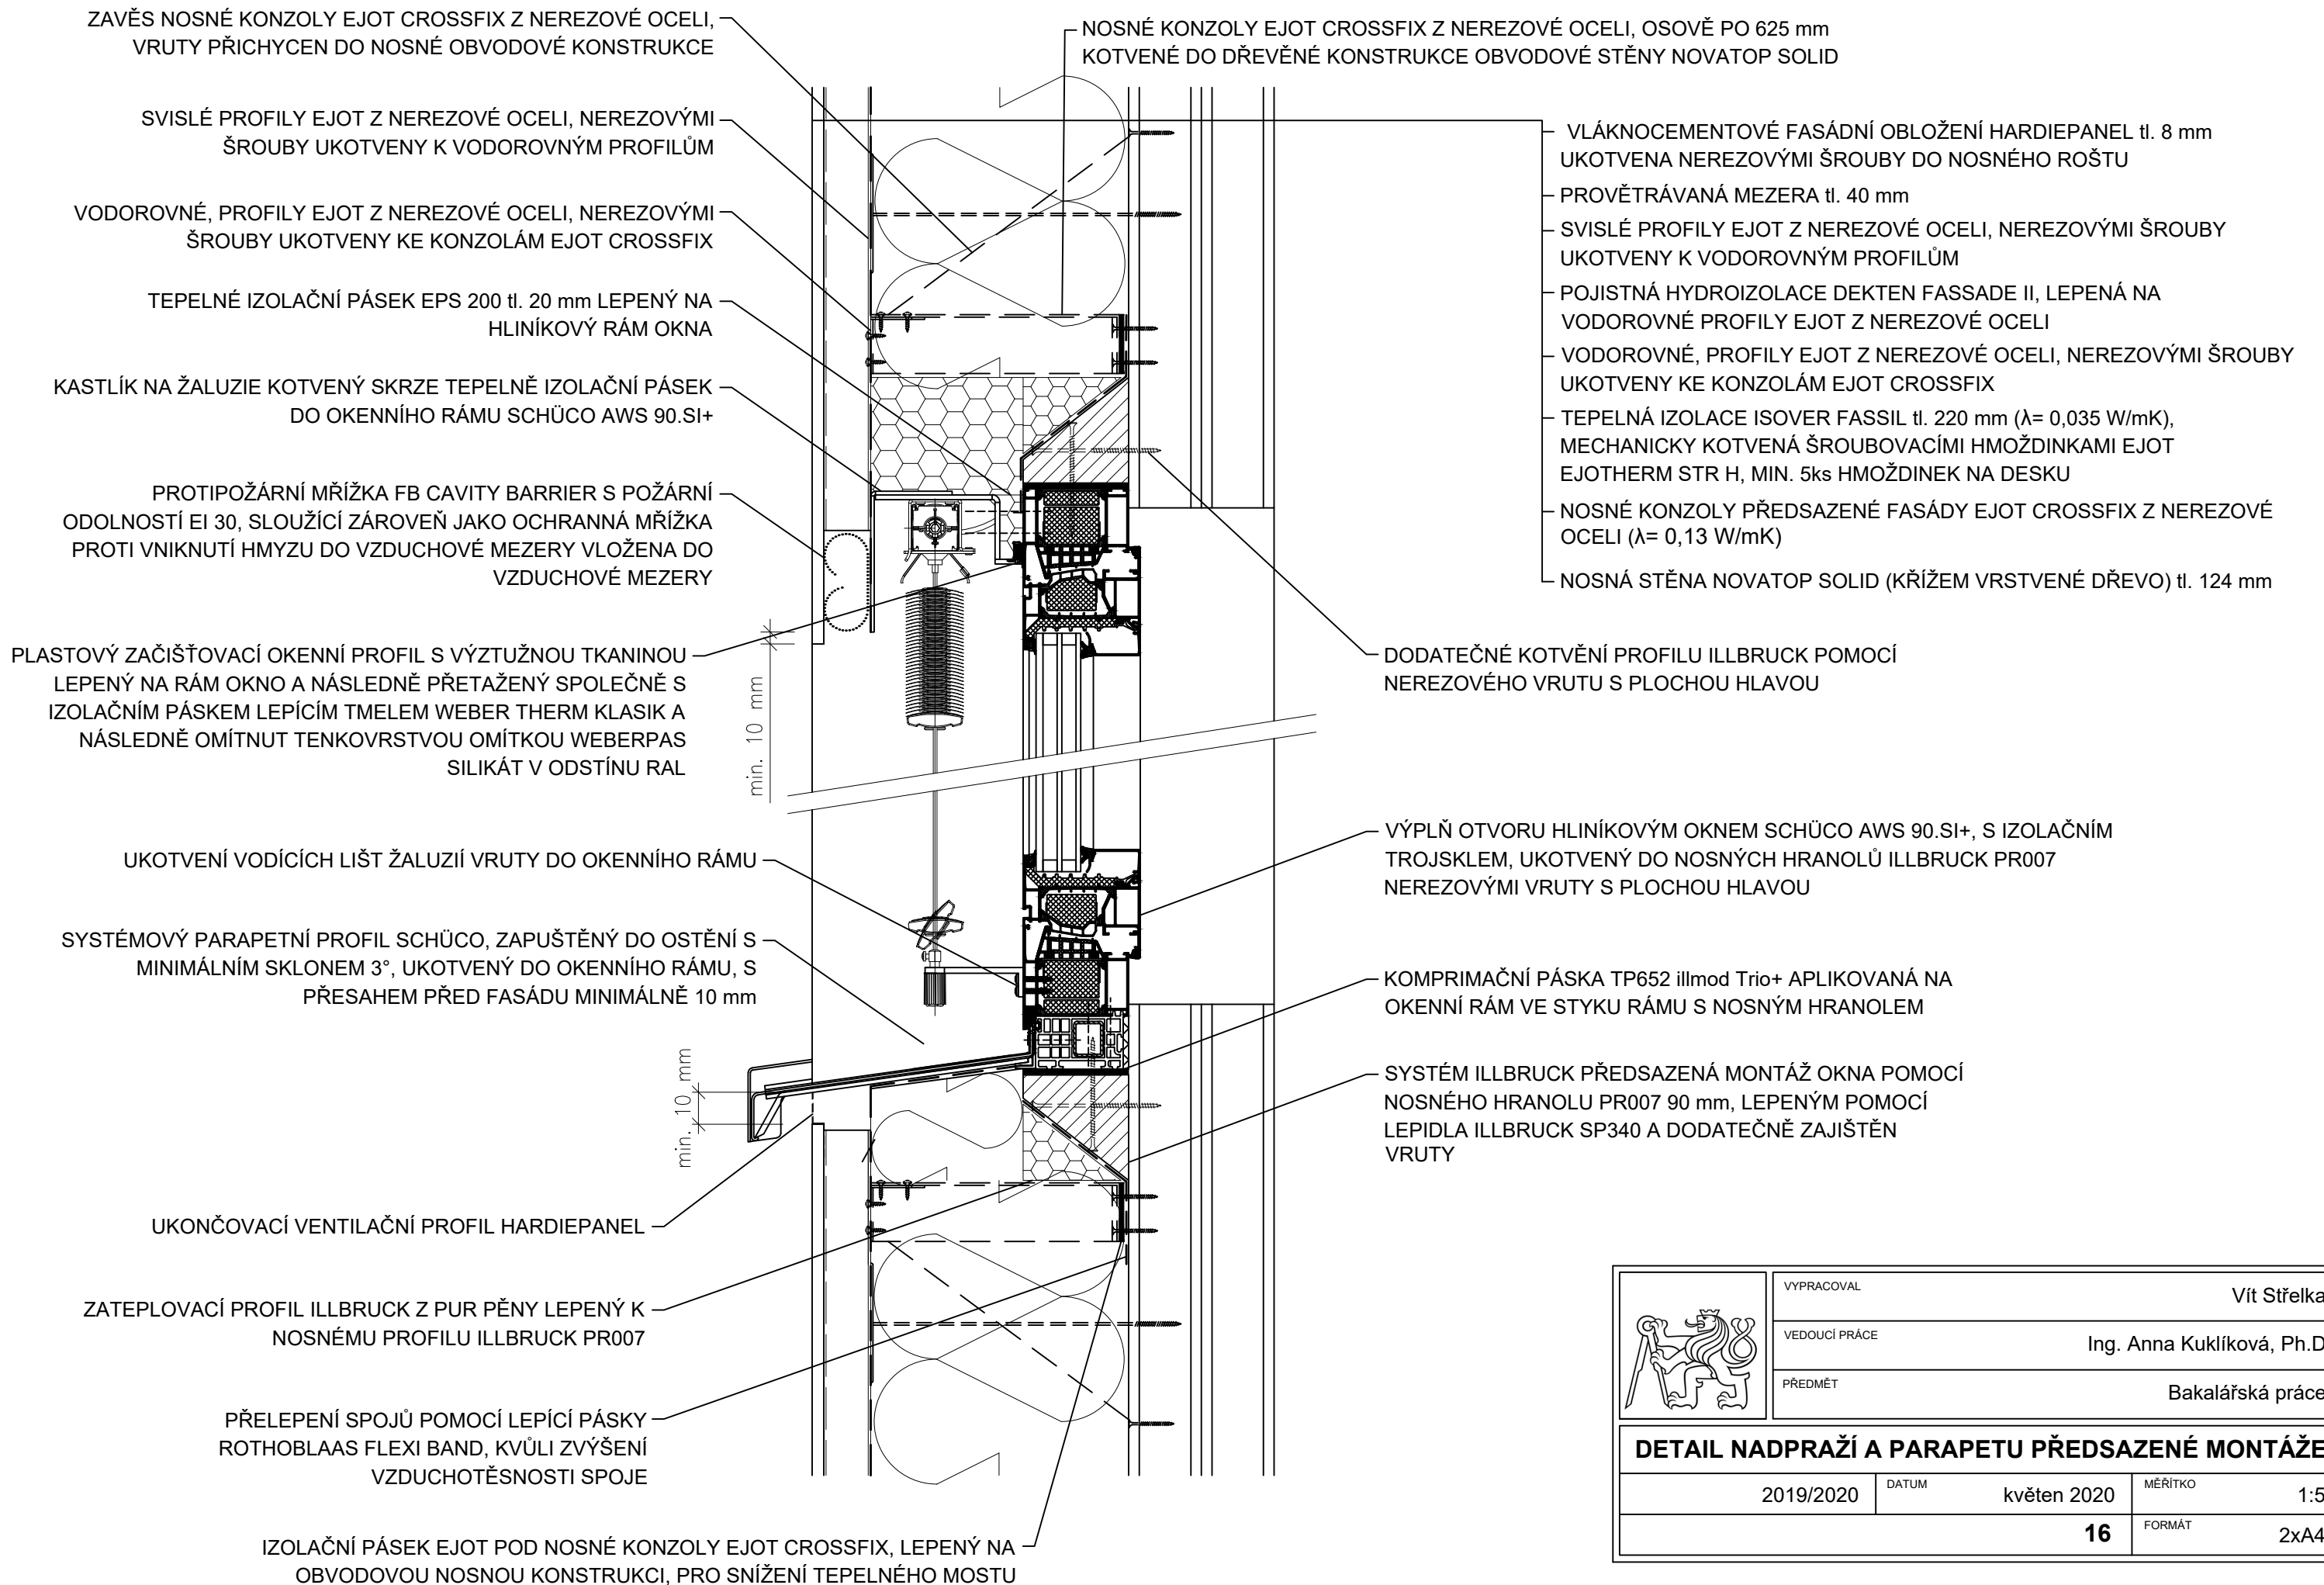 ZAVĚS NOSNÉ KONZOLY EJOT CROSSFIX Z NEREZOVÉ OCELI,
VRUTY PŘICHYCEN DO NOSNÉ OBVODOVÉ KONSTRUKCE
SVISLÉ PROFILY EJOT Z NEREZOVÉ OCELI, NEREZOVÝMI
ŠROUBY UKOTVENY K VODOROVNÝM PROFILŮM
VODOROVNÉ, PROFILY EJOT Z NEREZOVÉ OCELI, NEREZOVÝMI
ŠROUBY UKOTVENY KE KONZOLÁM EJOT CROSSFIX
TEPELNÉ IZOLAČNÍ PÁSEK EPS 200 tl. 20 mm LEPENÝ NA
HLINÍKOVÝ RÁM OKNA
KASTLÍK NA ŽALUZIE KOTVENÝ SKRZE TEPELNĚ IZOLAČNÍ PÁSEK
DO OKENNÍHO RÁMU SCHÜCO AWS 90.SI+
PROTIPOŽÁRNÍ MŘÍŽKA FB CAVITY BARRIER S POŽÁRNÍ
ODOLNOSTÍ EI 30, SLOUŽÍCÍ ZÁROVEŇ JAKO OCHRANNÁ MŘÍŽKA
PROTI VNIKNUTÍ HMYZU DO VZDUCHOVÉ MEZERY VLOŽENA DO
VZDUCHOVÉ MEZERY
PLASTOVÝ ZAČIŠŤOVACÍ OKENNÍ PROFIL S VÝZTUŽNOU TKANINOU
LEPENÝ NA RÁM OKNO A NÁSLEDNĚ PŘETAŽENÝ SPOLEČNĚ S
IZOLAČNÍM PÁSKEM LEPÍCÍM TMELEM WEBER THERM KLASIK A
NÁSLEDNĚ OMÍTNUT TENKOVRSTVOU OMÍTKOU WEBERPAS
SILIKÁT V ODSTÍNU RAL
min. 10 mm
UKOTVENÍ VODÍCÍCH LIŠT ŽALUZIÍ VRUTY DO OKENNÍHO RÁMU
SYSTÉMOVÝ PARAPETNÍ PROFIL SCHÜCO, ZAPUŠTĚNÝ DO OSTĚNÍ S
MINIMÁLNÍM SKLONEM 3°, UKOTVENÝ DO OKENNÍHO RÁMU, S
PŘESAHEM PŘED FASÁDU MINIMÁLNĚ 10 mm
min. 10 mm
UKONČOVACÍ VENTILAČNÍ PROFIL HARDIEPANEL
ZATEPLOVACÍ PROFIL ILLBRUCK Z PUR PĚNY LEPENÝ K
NOSNÉMU PROFILU ILLBRUCK PR007
PŘELEPENÍ SPOJŮ POMOCÍ LEPÍCÍ PÁSKY
ROTHOBLAAS FLEXI BAND, KVŮLI ZVÝŠENÍ
VZDUCHOTĚSNOSTI SPOJE
IZOLAČNÍ PÁSEK EJOT POD NOSNÉ KONZOLY EJOT CROSSFIX, LEPENÝ NA
OBVODOVOU NOSNOU KONSTRUKCI, PRO SNÍŽENÍ TEPELNÉHO MOSTU
NOSNÉ KONZOLY EJOT CROSSFIX Z NEREZOVÉ OCELI, OSOVĚ PO 625 mm
KOTVENÉ DO DŘEVĚNÉ KONSTRUKCE OBVODOVÉ STĚNY NOVATOP SOLID
VLÁKNOCEMENTOVÉ FASÁDNÍ OBLOŽENÍ HARDIEPANEL tl. 8 mm
UKOTVENA NEREZOVÝMI ŠROUBY DO NOSNÉHO ROŠTU
PROVĚTRÁVANÁ MEZERA tl. 40 mm
SVISLÉ PROFILY EJOT Z NEREZOVÉ OCELI, NEREZOVÝMI ŠROUBY
UKOTVENY K VODOROVNÝM PROFILŮM
POJISTNÁ HYDROIZOLACE DEKTEN FASSADE II, LEPENÁ NA
VODOROVNÉ PROFILY EJOT Z NEREZOVÉ OCELI
VODOROVNÉ, PROFILY EJOT Z NEREZOVÉ OCELI, NEREZOVÝMI ŠROUBY
UKOTVENY KE KONZOLÁM EJOT CROSSFIX
TEPELNÁ IZOLACE ISOVER FASSIL tl. 220 mm (λ= 0,035 W/mK),
MECHANICKY KOTVENÁ ŠROUBOVACÍMI HMOŽDINKAMI EJOT
EJOTHERM STR H, MIN. 5ks HMOŽDINEK NA DESKU
NOSNÉ KONZOLY PŘEDSAZENÉ FASÁDY EJOT CROSSFIX Z NEREZOVÉ
OCELI (λ= 0,13 W/mK)
NOSNÁ STĚNA NOVATOP SOLID (KŘÍŽEM VRSTVENÉ DŘEVO) tl. 124 mm
DODATEČNÉ KOTVĚNÍ PROFILU ILLBRUCK POMOCÍ
NEREZOVÉHO VRUTU S PLOCHOU HLAVOU
VÝPLŇ OTVORU HLINÍKOVÝM OKNEM SCHÜCO AWS 90.SI+, S IZOLAČNÍM
TROJSKLEM, UKOTVENÝ DO NOSNÝCH HRANOLŮ ILLBRUCK PR007
NEREZOVÝMI VRUTY S PLOCHOU HLAVOU
KOMPRIMAČNÍ PÁSKA TP652 illmod Trio+ APLIKOVANÁ NA
OKENNÍ RÁM VE STYKU RÁMU S NOSNÝM HRANOLEM
SYSTÉM ILLBRUCK PŘEDSAZENÁ MONTÁŽ OKNA POMOCÍ
NOSNÉHO HRANOLU PR007 90 mm, LEPENÝM POMOCÍ
LEPIDLA ILLBRUCK SP340 A DODATEČNĚ ZAJIŠTĚN
VRUTY
VYPRACOVAL Vít Střelka
VEDOUCÍ PRÁCE Ing. Anna Kuklíková, Ph.D
PŘEDMĚT Bakalářská práce
DETAIL NADPRAŽÍ A PARAPETU PŘEDSAZENÉ MONTÁŽE
2019/2020 DATUM květen 2020 MĚŘÍTKO 1:5
16 FORMÁT 2xA4